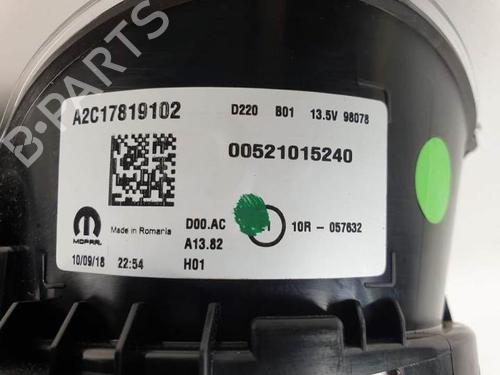 A2C17819102 D220 B01 13.5V 98078
00521015240
MOPAR Made in Romania D00.AC 10R - 057632
A13.82
10/09/18 22:54 H01
B-PARTS